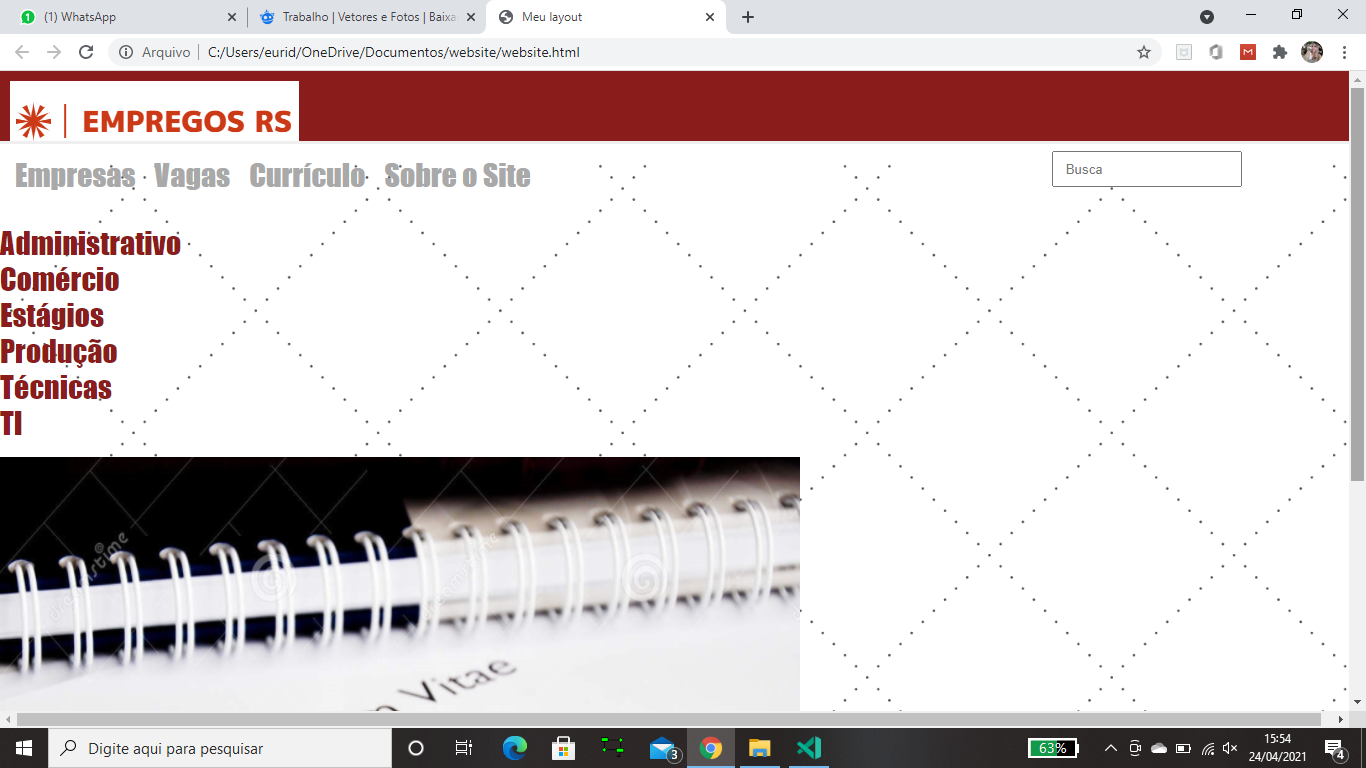 (1) WhatsApp
Trabalho | Vetores e Fotos | Baixa
Meu layout
Arquivo | C:/Users/eurid/OneDrive/Documentos/website/website.html
| EMPREGOS RS
Empresas Vagas Currículo Sobre o Site
Busca
Administrativo
Comércio
Estágios
Produção
Técnicas
TI
Vitae
Digite aqui para pesquisar
3
63%
15:54
24/04/2021
4